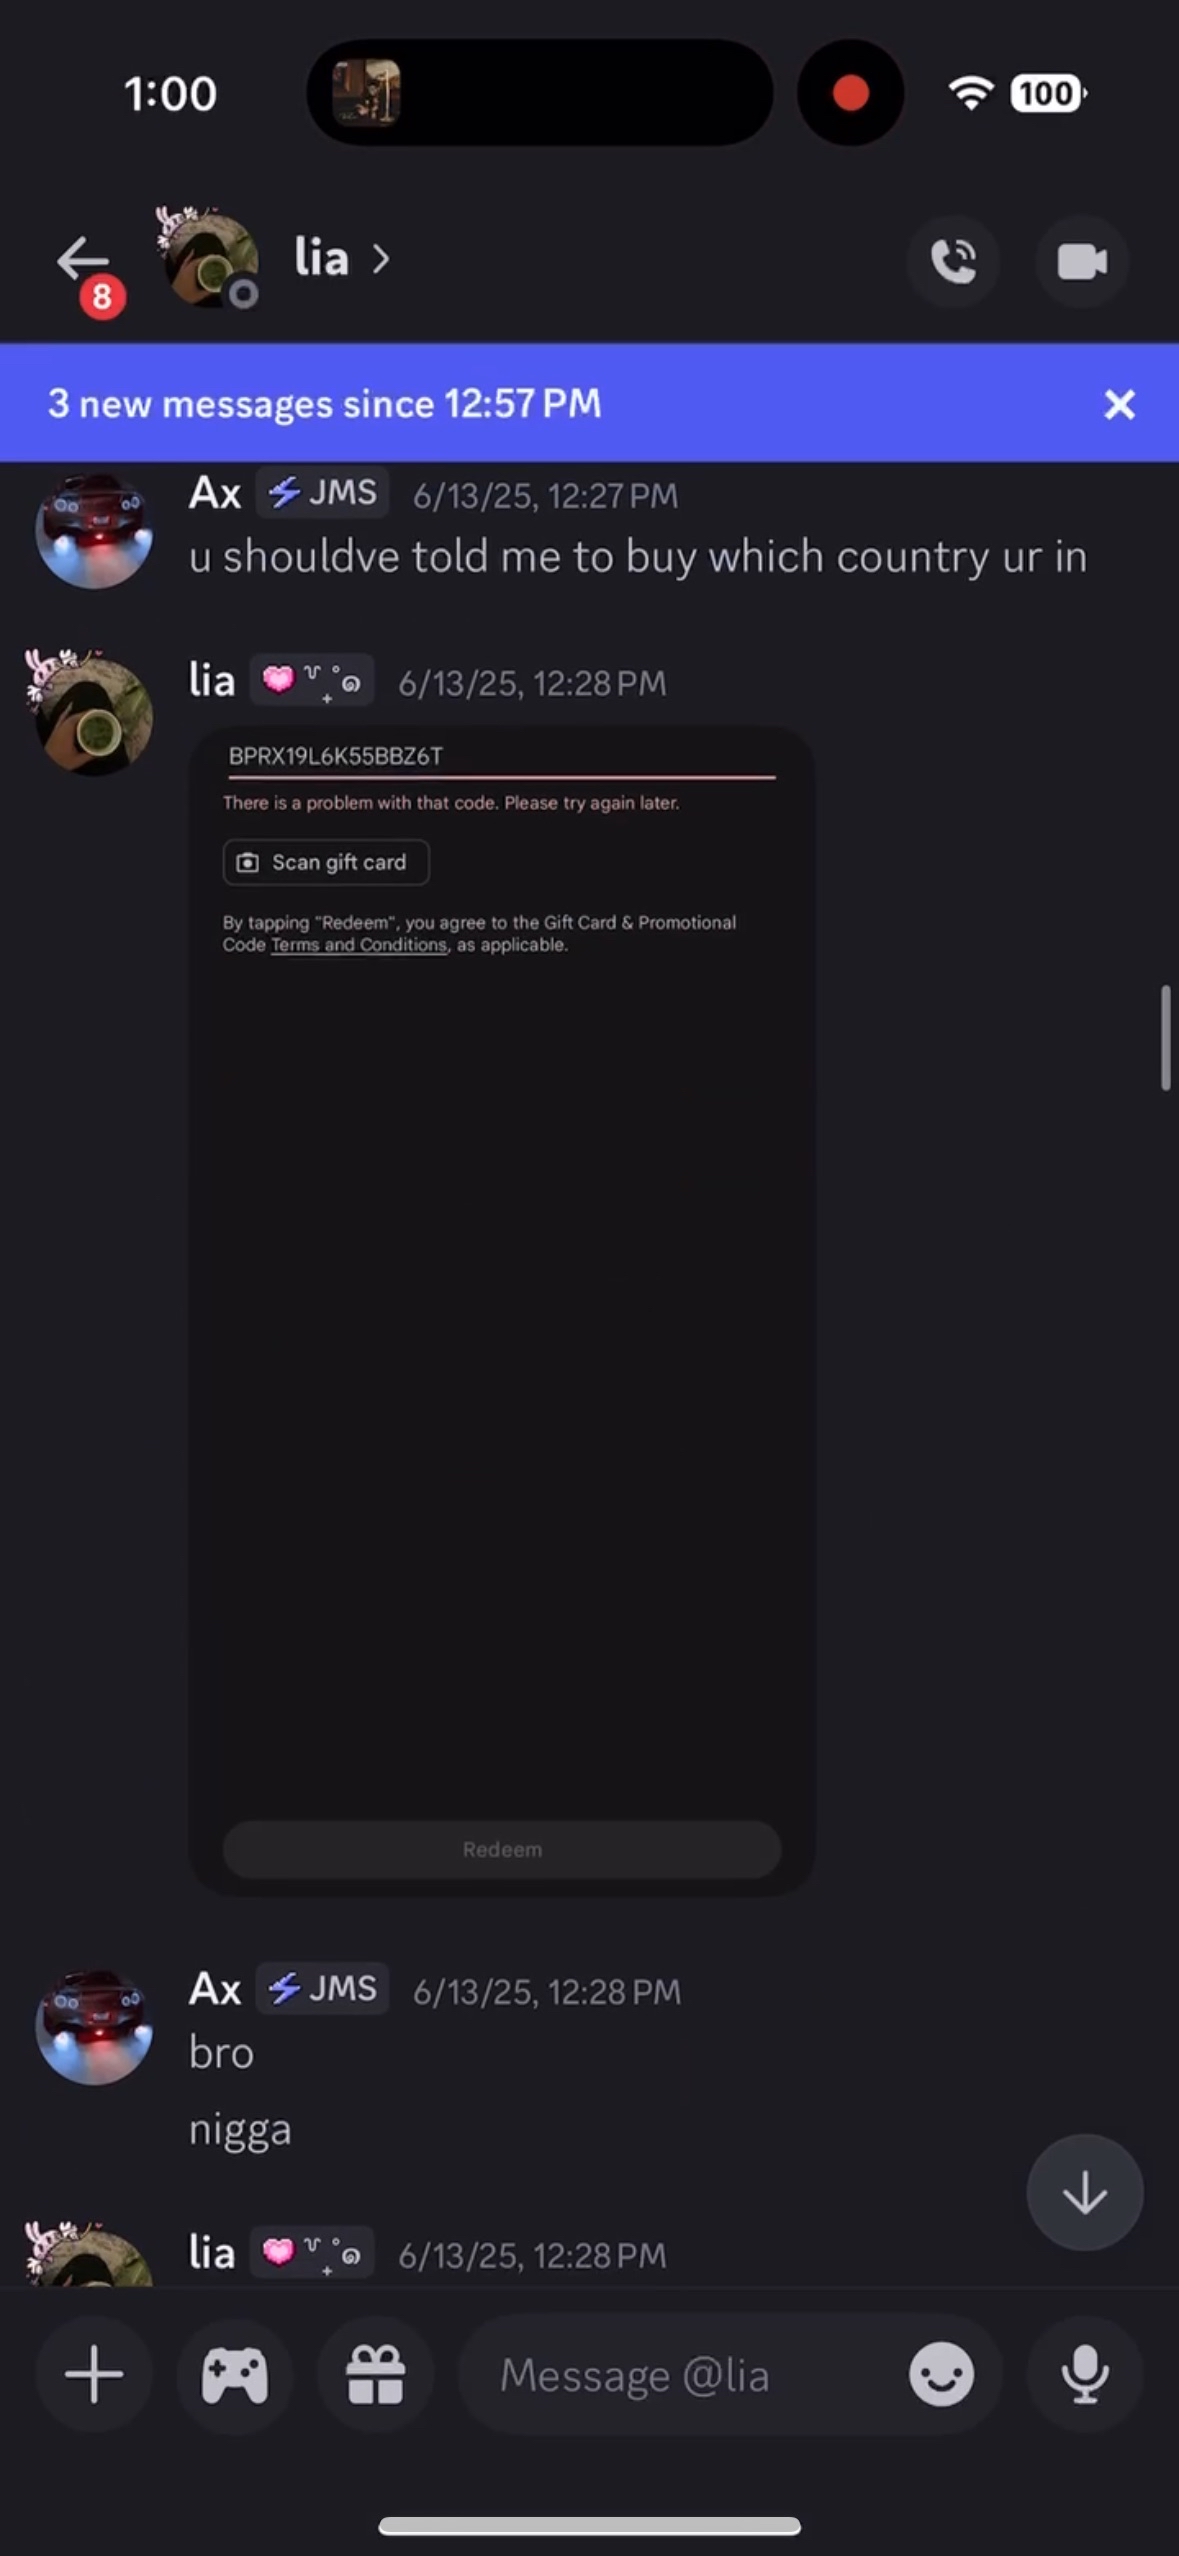 1:00
100
8
lia
3 new messages since 12:57 PM
Ax JMS 6/13/25, 12:27 PM
u shouldve told me to buy which country ur in
lia 6/13/25, 12:28 PM
BPRX19L6K55BBZ6T
There is a problem with that code. Please try again later.
Scan gift card
By tapping "Redeem", you agree to the Gift Card & Promotional
Code Terms and Conditions, as applicable.
Redeem
Ax JMS 6/13/25, 12:28 PM
bro
nigga
lia 6/13/25, 12:28 PM
Message @lia